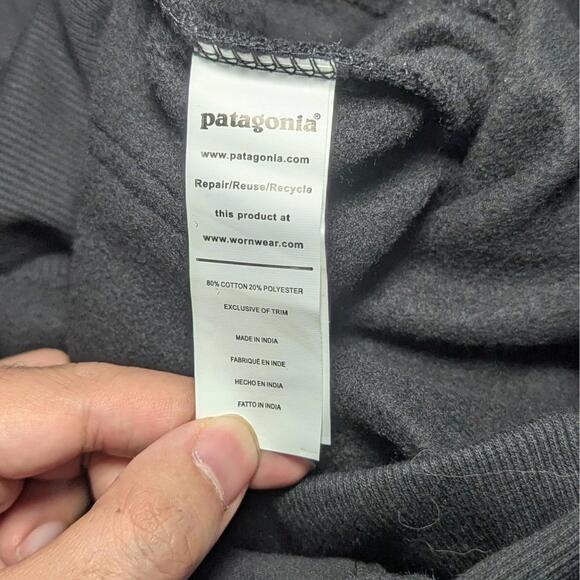 patagonia®
www.patagonia.com
Repair/Reuse/Recycle
this product at
www.wornwear.com
80% COTTON 20% POLYESTER
EXCLUSIVE OF TRIM
MADE IN INDIA
FABRIQUÉ EN INDE
HECHO EN INDIA
FATTO IN INDIA